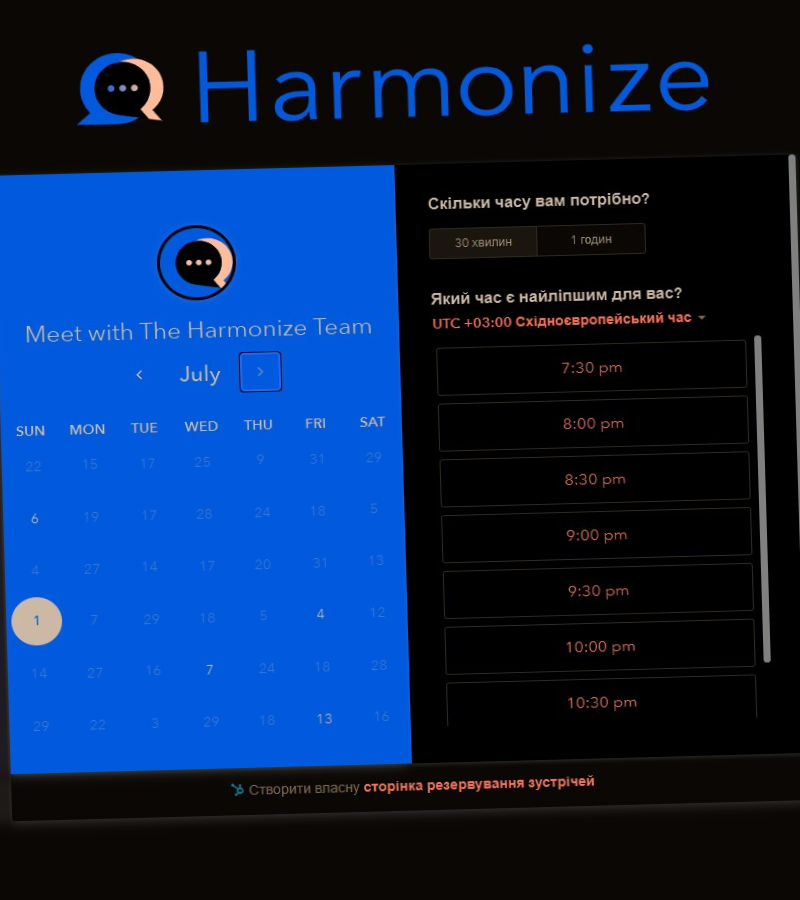 Harmonize
Meet with The Harmonize Team
July
SUN MON TUE WED THU FRI SAT
22 15 17 25 9 31 29
6 19 17 28 24 18 5
4 27 14 17 20 31 13
1 7 29 18 5 4 12
14 27 16 7 24 18 28
29 22 3 29 18 13 16
Скільки часу вам потрібно?
30 хвилин 1 годин
Який час є найліпшим для вас?
UTC +03:00 Східноєвропейський час
7:30 pm
8:00 pm
8:30 pm
9:00 pm
9:30 pm
10:00 pm
10:30 pm
Створити власну сторінка резервування зустрічей